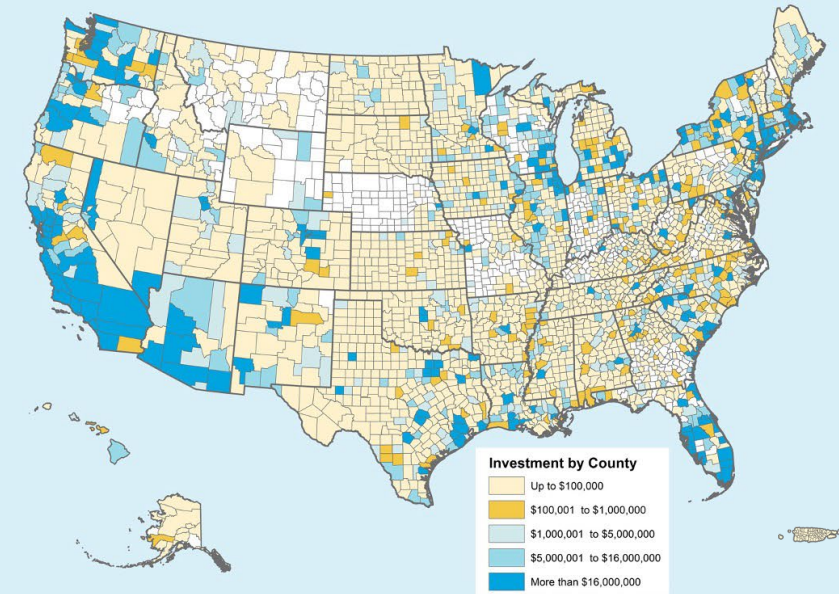 Investment by County
Up to $100,000
$100,001 to $1,000,000
$1,000,001 to $5,000,000
$5,000,001 to $16,000,000
More than $16,000,000